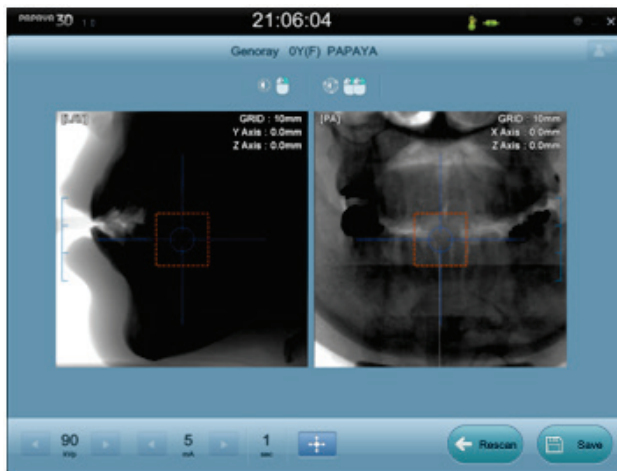 PAPAYA 3D
21:06:04
Genoray 0Y(F) PAPAYA
GRID : 10mm
Y Axis : 0.0mm
Z Axis : 0.0mm
[PA]
GRID : 10mm
X Axis : 0.0mm
Z Axis : 0.0mm
90
kVp
5
mA
1
sec
Rescan
Save